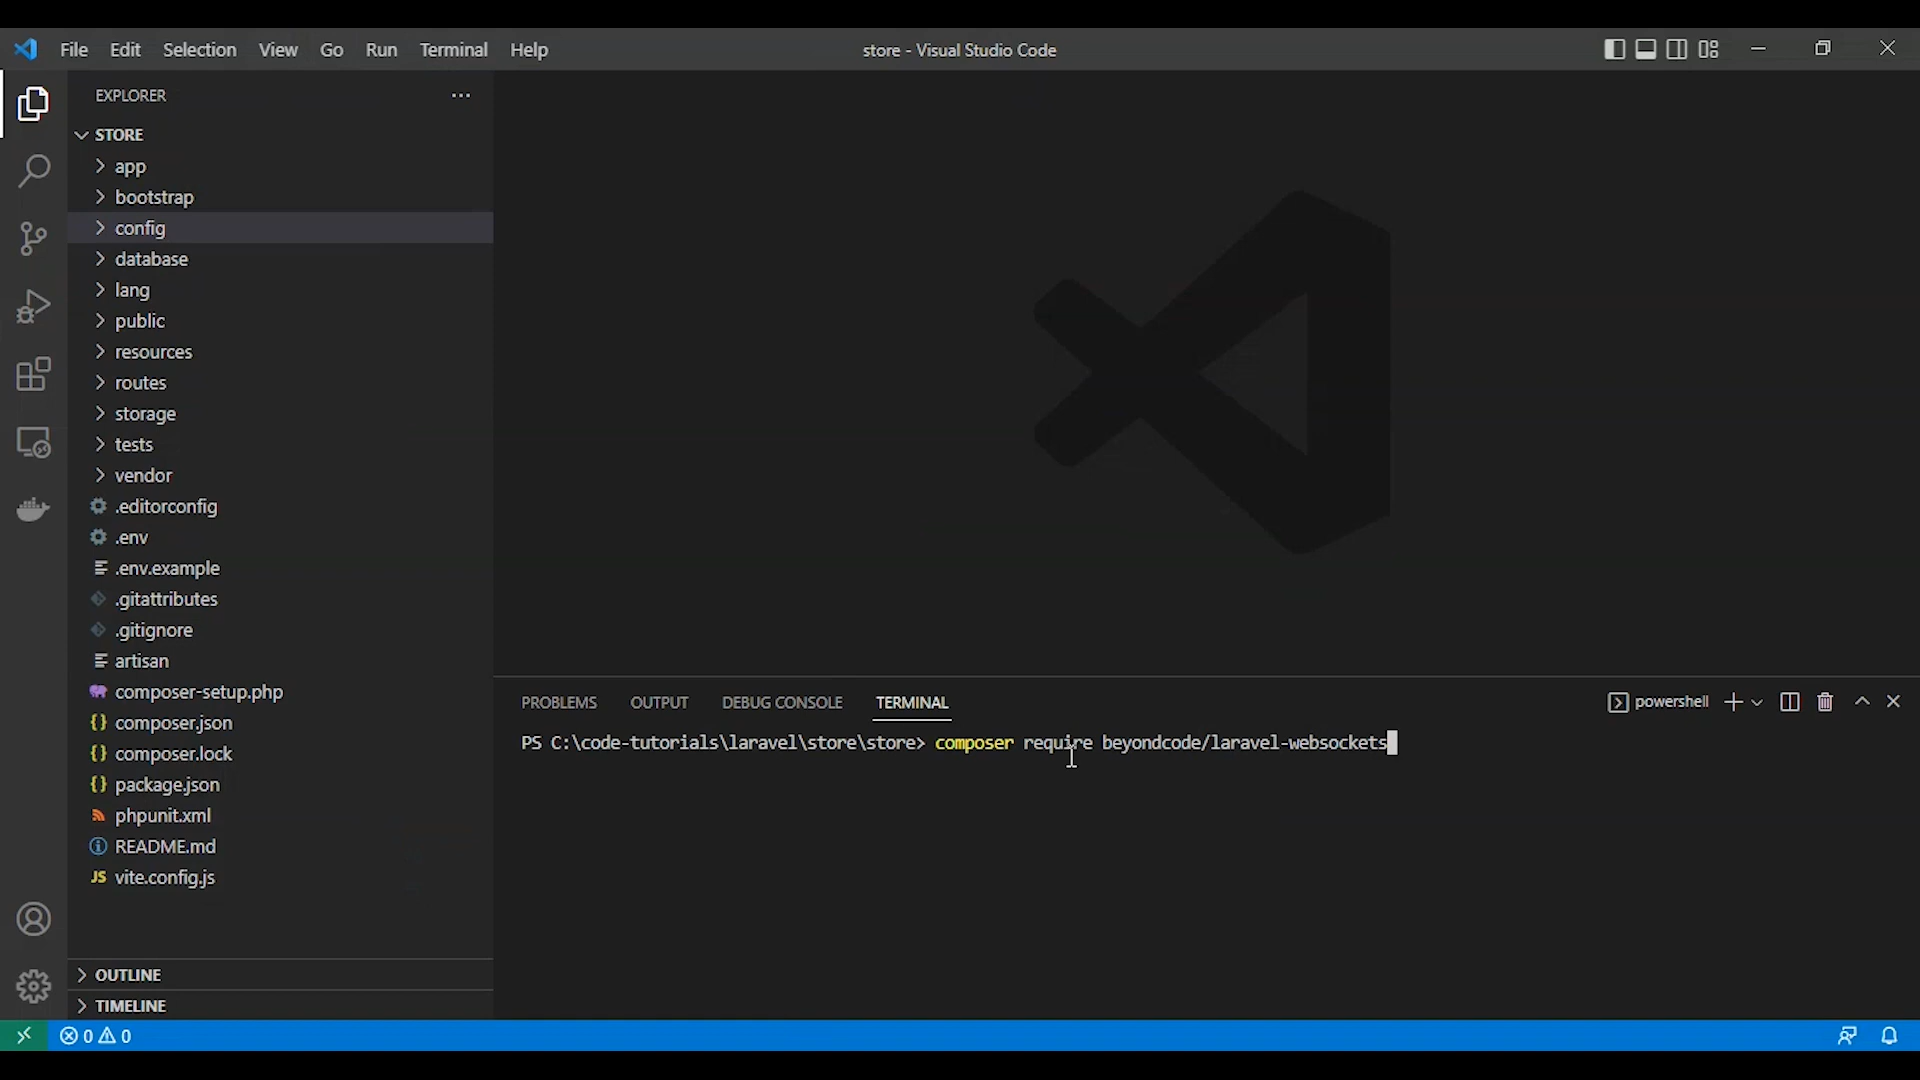 File Edit Selection View Go Run Terminal Help
store - Visual Studio Code
EXPLORER
STORE
app
bootstrap
config
database
lang
public
resources
routes
storage
tests
vendor
.editorconfig
.env
.env.example
.gitattributes
.gitignore
artisan
composer-setup.php
composer.json
composer.lock
package.json
phpunit.xml
README.md
JS vite.config.js
OUTLINE
TIMELINE
PROBLEMS OUTPUT DEBUG CONSOLE TERMINAL
powershell
PS C:\code-tutorials\laravel\store\store> composer require beyondcode/laravel-websockets
0 0